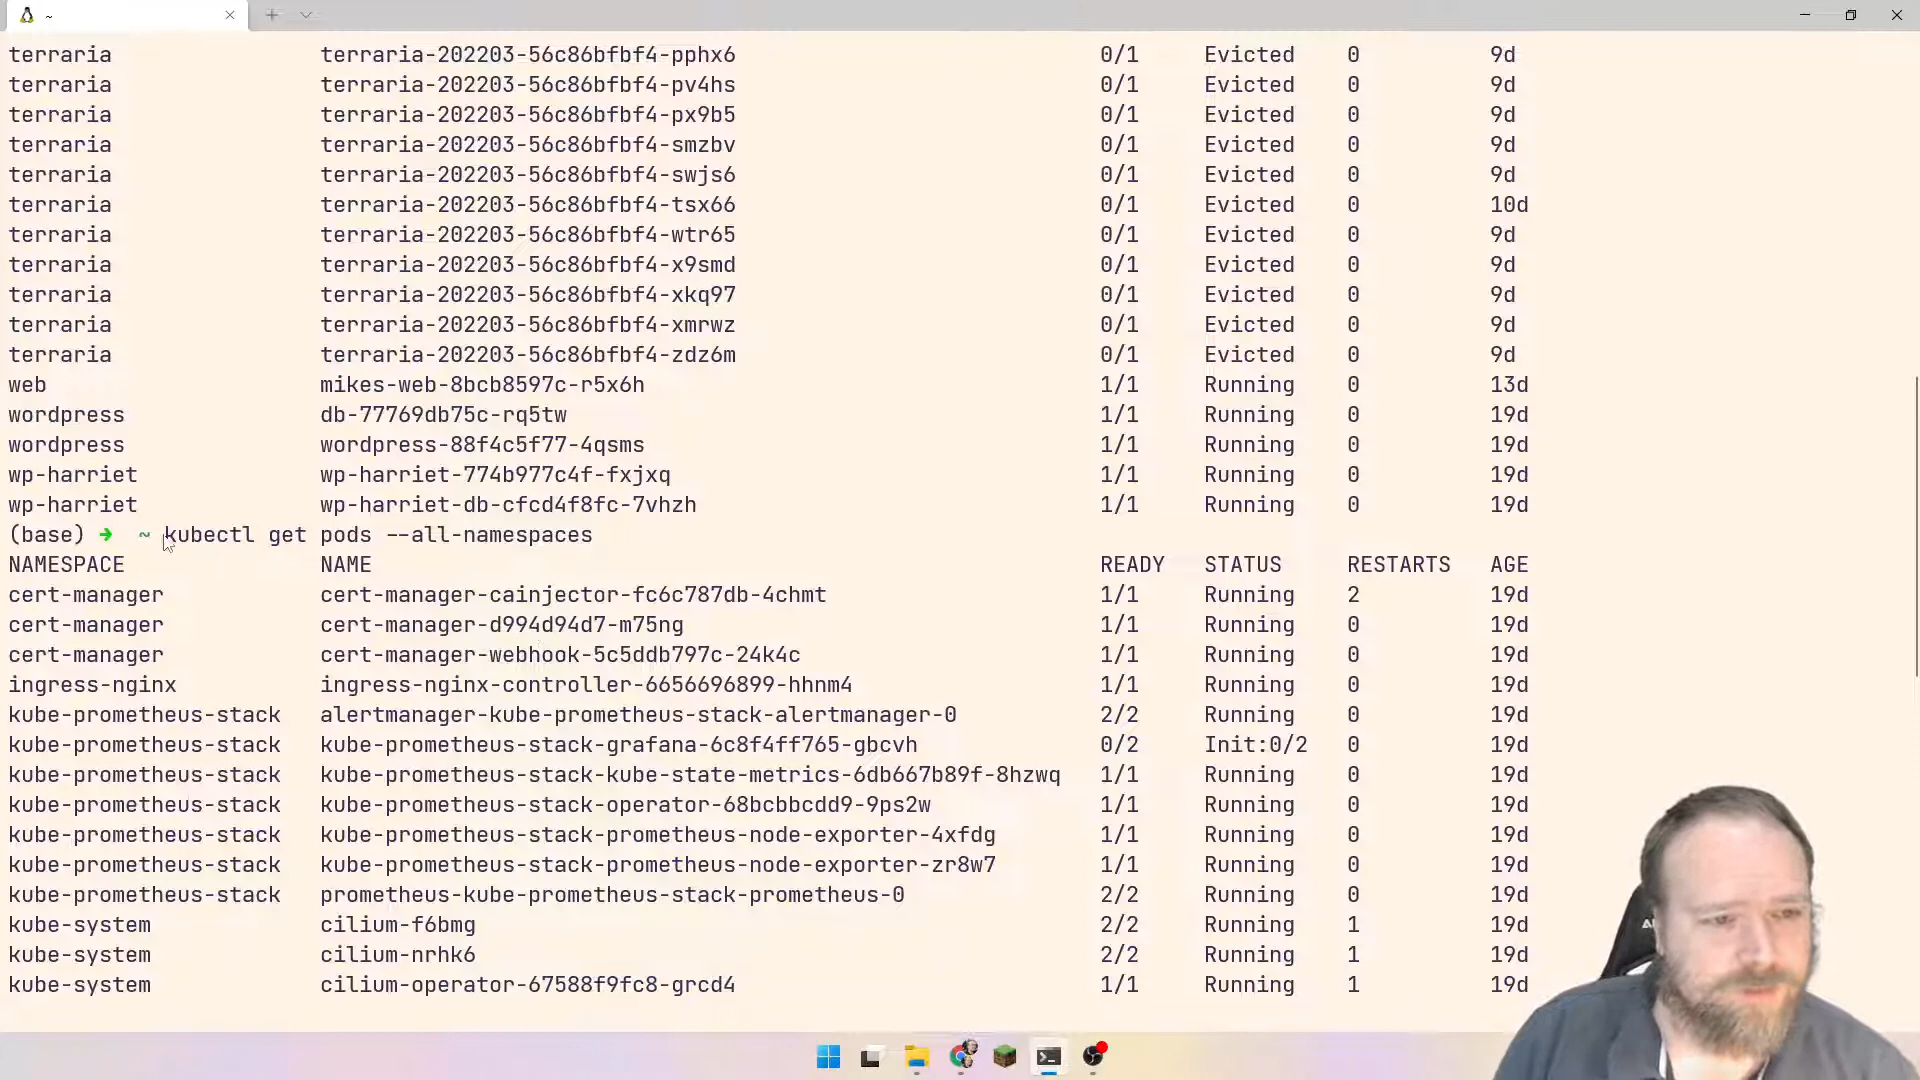 ~
terraria terraria-202203-56c86bfbf4-pphx6 0/1 Evicted 0 9d
terraria terraria-202203-56c86bfbf4-pv4hs 0/1 Evicted 0 9d
terraria terraria-202203-56c86bfbf4-px9b5 0/1 Evicted 0 9d
terraria terraria-202203-56c86bfbf4-smzbv 0/1 Evicted 0 9d
terraria terraria-202203-56c86bfbf4-swjs6 0/1 Evicted 0 9d
terraria terraria-202203-56c86bfbf4-tsx66 0/1 Evicted 0 10d
terraria terraria-202203-56c86bfbf4-wtr65 0/1 Evicted 0 9d
terraria terraria-202203-56c86bfbf4-x9smd 0/1 Evicted 0 9d
terraria terraria-202203-56c86bfbf4-xkq97 0/1 Evicted 0 9d
terraria terraria-202203-56c86bfbf4-xmrwz 0/1 Evicted 0 9d
terraria terraria-202203-56c86bfbf4-zdz6m 0/1 Evicted 0 9d
web mikes-web-8bcb8597c-r5x6h 1/1 Running 0 13d
wordpress db-77769db75c-rq5tw 1/1 Running 0 19d
wordpress wordpress-88f4c5f77-4qsms 1/1 Running 0 19d
wp-harriet wp-harriet-774b977c4f-fxjxq 1/1 Running 0 19d
wp-harriet wp-harriet-db-cfcd4f8fc-7vhzh 1/1 Running 0 19d
(base) ➜ ~ kubectl get pods --all-namespaces
NAMESPACE NAME READY STATUS RESTARTS AGE
cert-manager cert-manager-cainjector-fc6c787db-4chmt 1/1 Running 2 19d
cert-manager cert-manager-d994d94d7-m75ng 1/1 Running 0 19d
cert-manager cert-manager-webhook-5c5ddb797c-24k4c 1/1 Running 0 19d
ingress-nginx ingress-nginx-controller-6656696899-hhnm4 1/1 Running 0 19d
kube-prometheus-stack alertmanager-kube-prometheus-stack-alertmanager-0 2/2 Running 0 19d
kube-prometheus-stack kube-prometheus-stack-grafana-6c8f4ff765-gbcvh 0/2 Init:0/2 0 19d
kube-prometheus-stack kube-prometheus-stack-kube-state-metrics-6db667b89f-8hzwq 1/1 Running 0 19d
kube-prometheus-stack kube-prometheus-stack-operator-68bcbbcdd9-9ps2w 1/1 Running 0 19d
kube-prometheus-stack kube-prometheus-stack-prometheus-node-exporter-4xfdg 1/1 Running 0 19d
kube-prometheus-stack kube-prometheus-stack-prometheus-node-exporter-zr8w7 1/1 Running 0 19d
kube-prometheus-stack prometheus-kube-prometheus-stack-prometheus-0 2/2 Running 0 19d
kube-system cilium-f6bmg 2/2 Running 1 19d
kube-system cilium-nrhk6 2/2 Running 1 19d
kube-system cilium-operator-67588f9fc8-grcd4 1/1 Running 1 19d